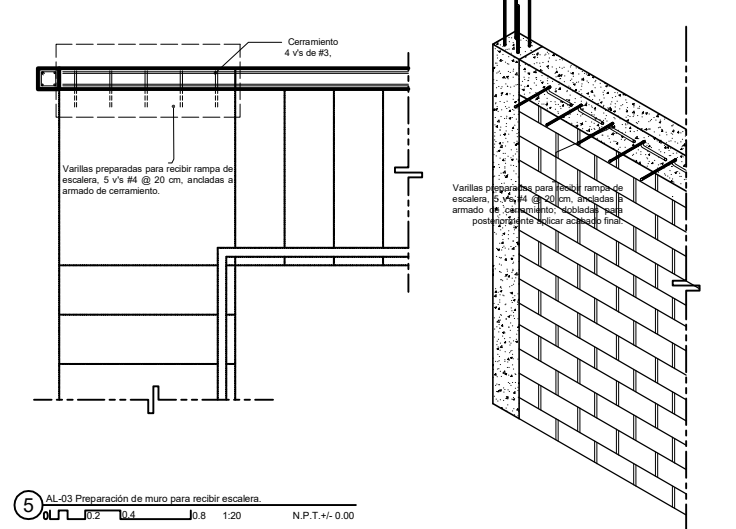 Cerramiento
4 v's de #3,
Varillas preparadas para recibir rampa de
escalera, 5 v's #4 @ 20 cm, ancladas a
armado de cerramiento.
Varillas preparadas para recibir rampa de
escalera, 5 v's #4 @ 20 cm, ancladas a
armado de cerramiento; dobladas para
posteriormente aplicar acabado final.
5
AL-03 Preparación de muro para recibir escalera.
0 0.2 0.4 0.8 1:20 N.P.T.+/- 0.00